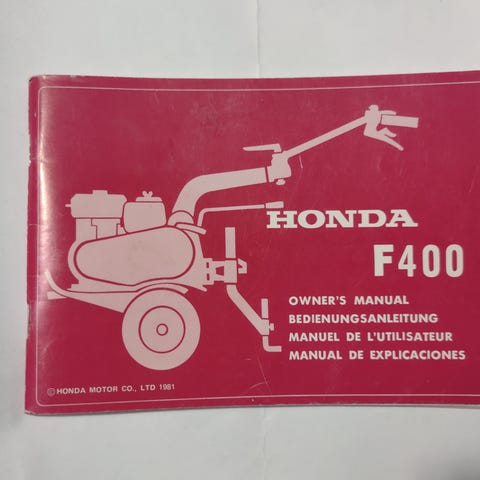 HONDA
F400
OWNER'S MANUAL
BEDIENUNGSANLEITUNG
MANUEL DE L'UTILISATEUR
MANUAL DE EXPLICACIONES
© HONDA MOTOR CO., LTD 1981